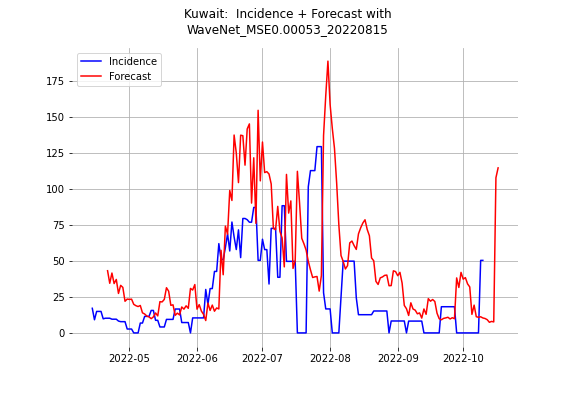 Kuwait:  Incidence + Forecast with
WaveNet_MSE0.00053_20220815
Incidence
Forecast
175
150
125
100
75
50
25
0
2022-05 2022-06 2022-07 2022-08 2022-09 2022-10